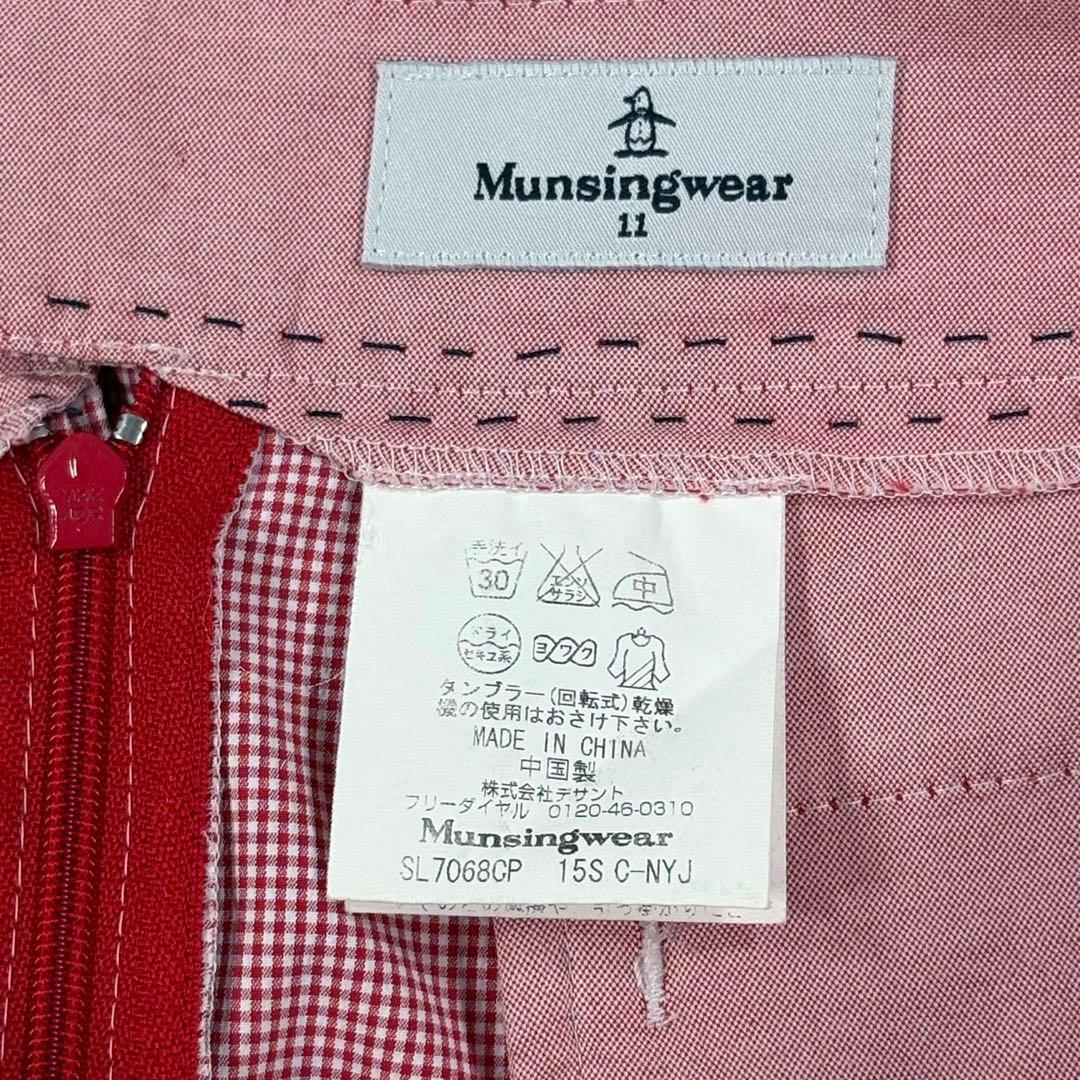 Munsingwear
11
手洗イ
30
エンソ
サラシ
中
ドライ
セキユ系
ヨワク
タンブラー(回転式)乾燥
機の使用はおさけ下さい。
MADE IN CHINA
中国製
株式会社デサント
フリーダイヤル 0120-46-0310
Munsingwear
SL7068CP 15S C-NYJ